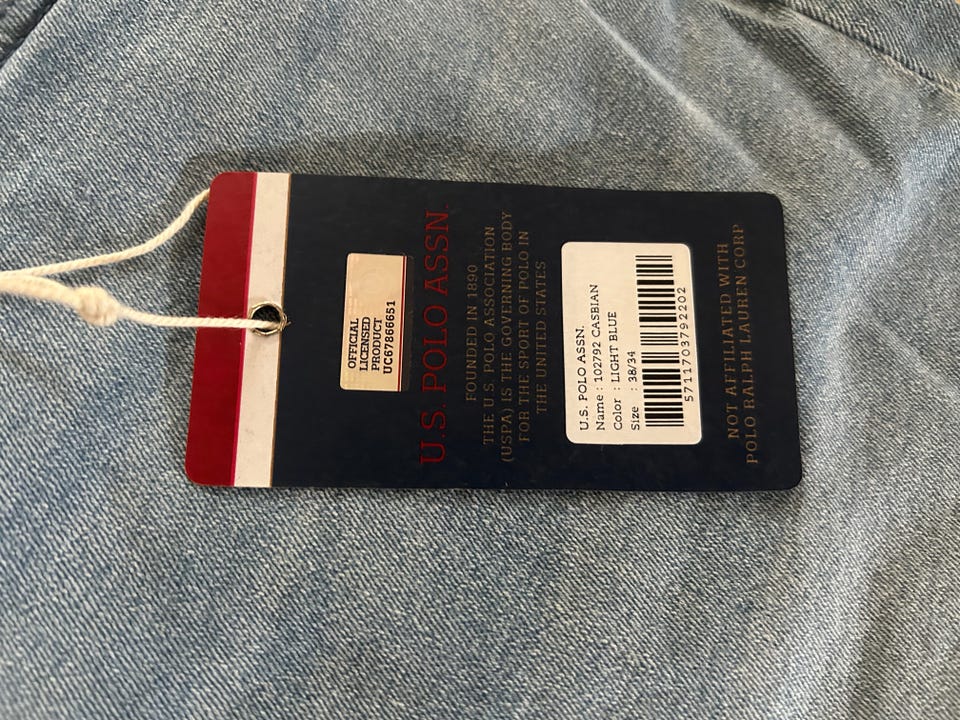 OFFICIAL
LICENSED
PRODUCT
UC67866651
U.S. POLO ASSN.
FOUNDED IN 1890
THE U.S. POLO ASSOCIATION
(USPA) IS THE GOVERNING BODY
FOR THE SPORT OF POLO IN
THE UNITED STATES
U.S. POLO ASSN.
Name : 102792 CASBIAN
Color : LIGHT BLUE
Size : 38/34
5711703792202
NOT AFFILIATED WITH
POLO RALPH LAUREN CORP